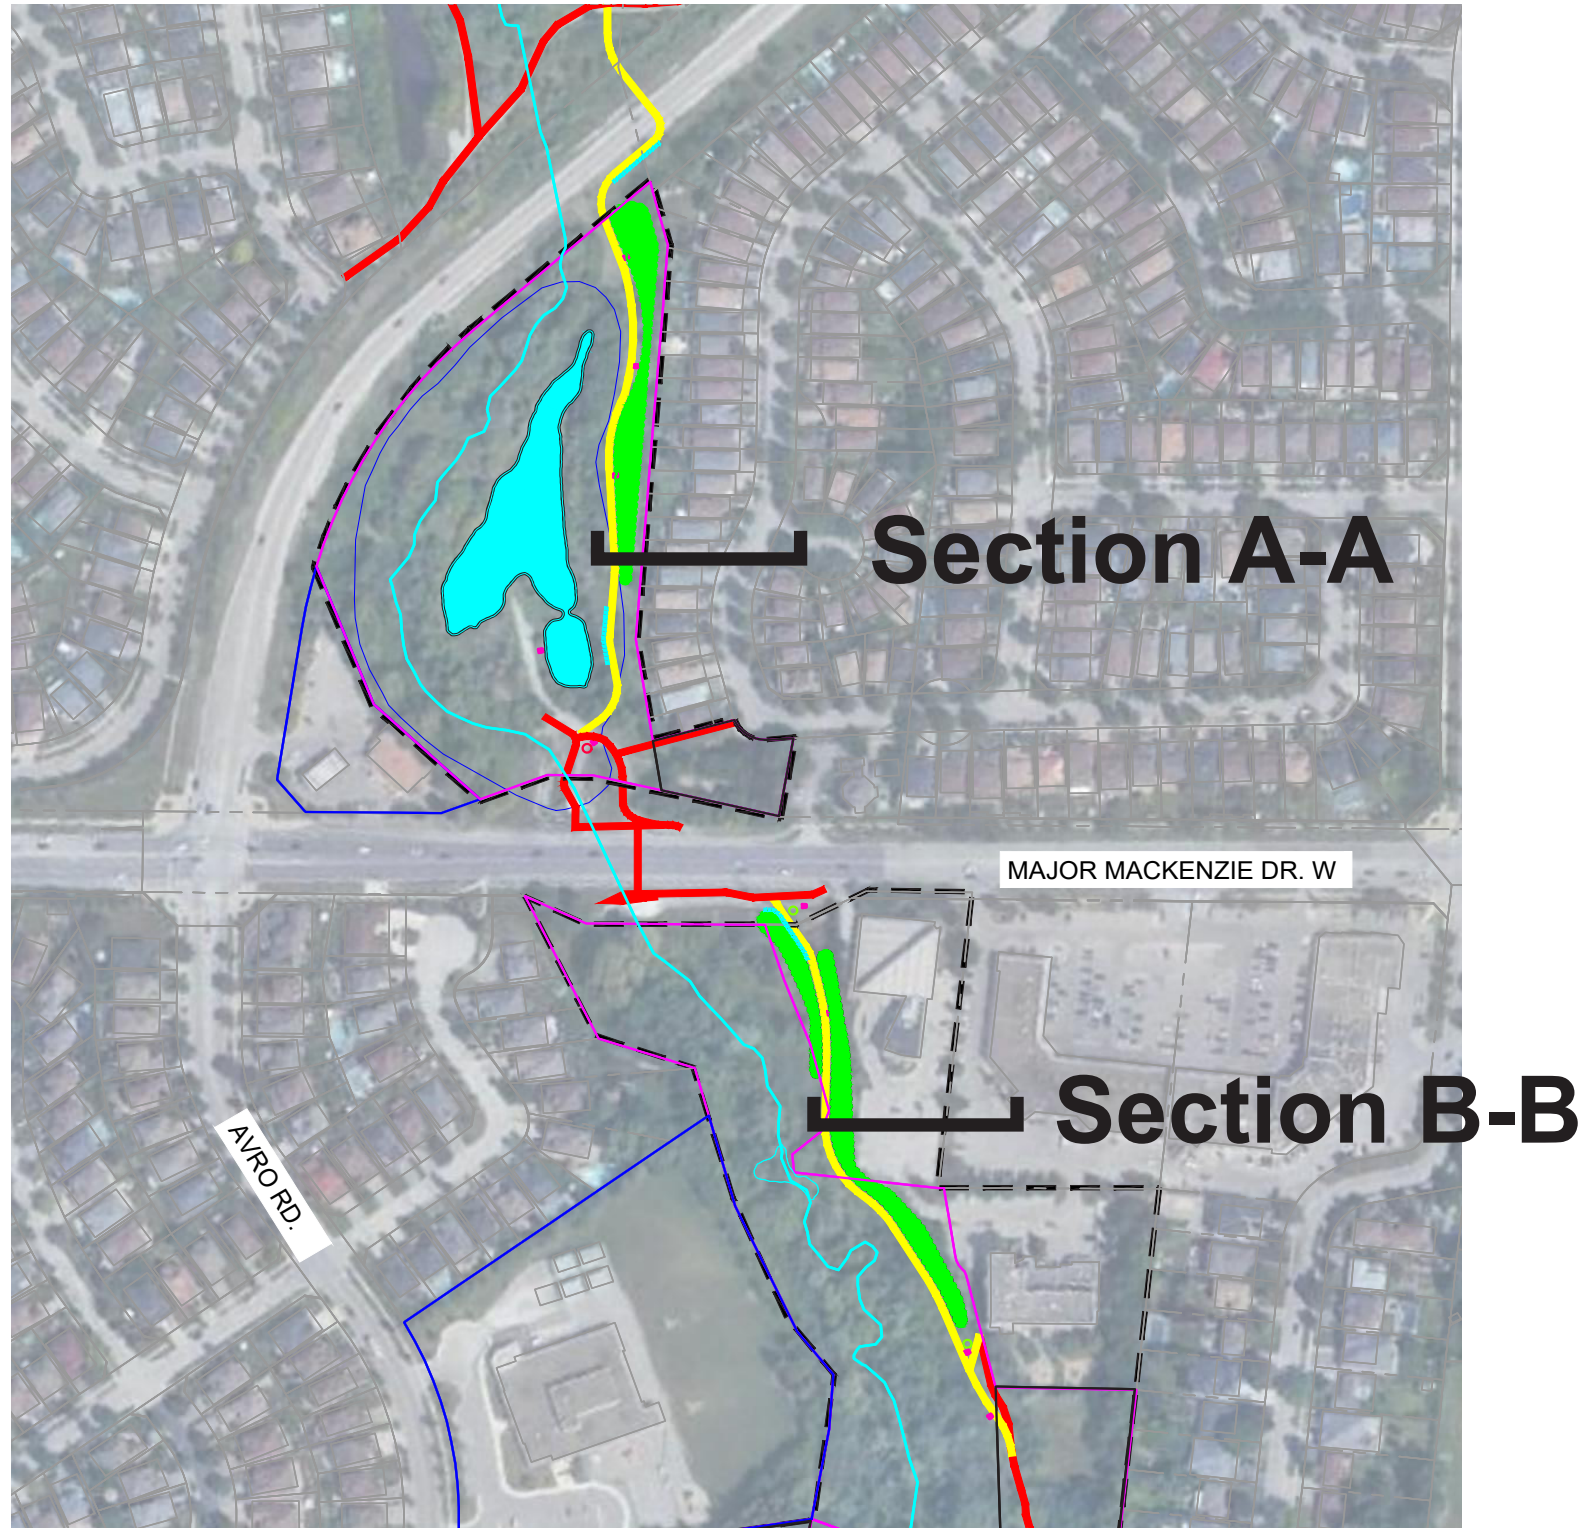 Section A-A
MAJOR MACKENZIE DR. W
Section B-B
AVRO RD.